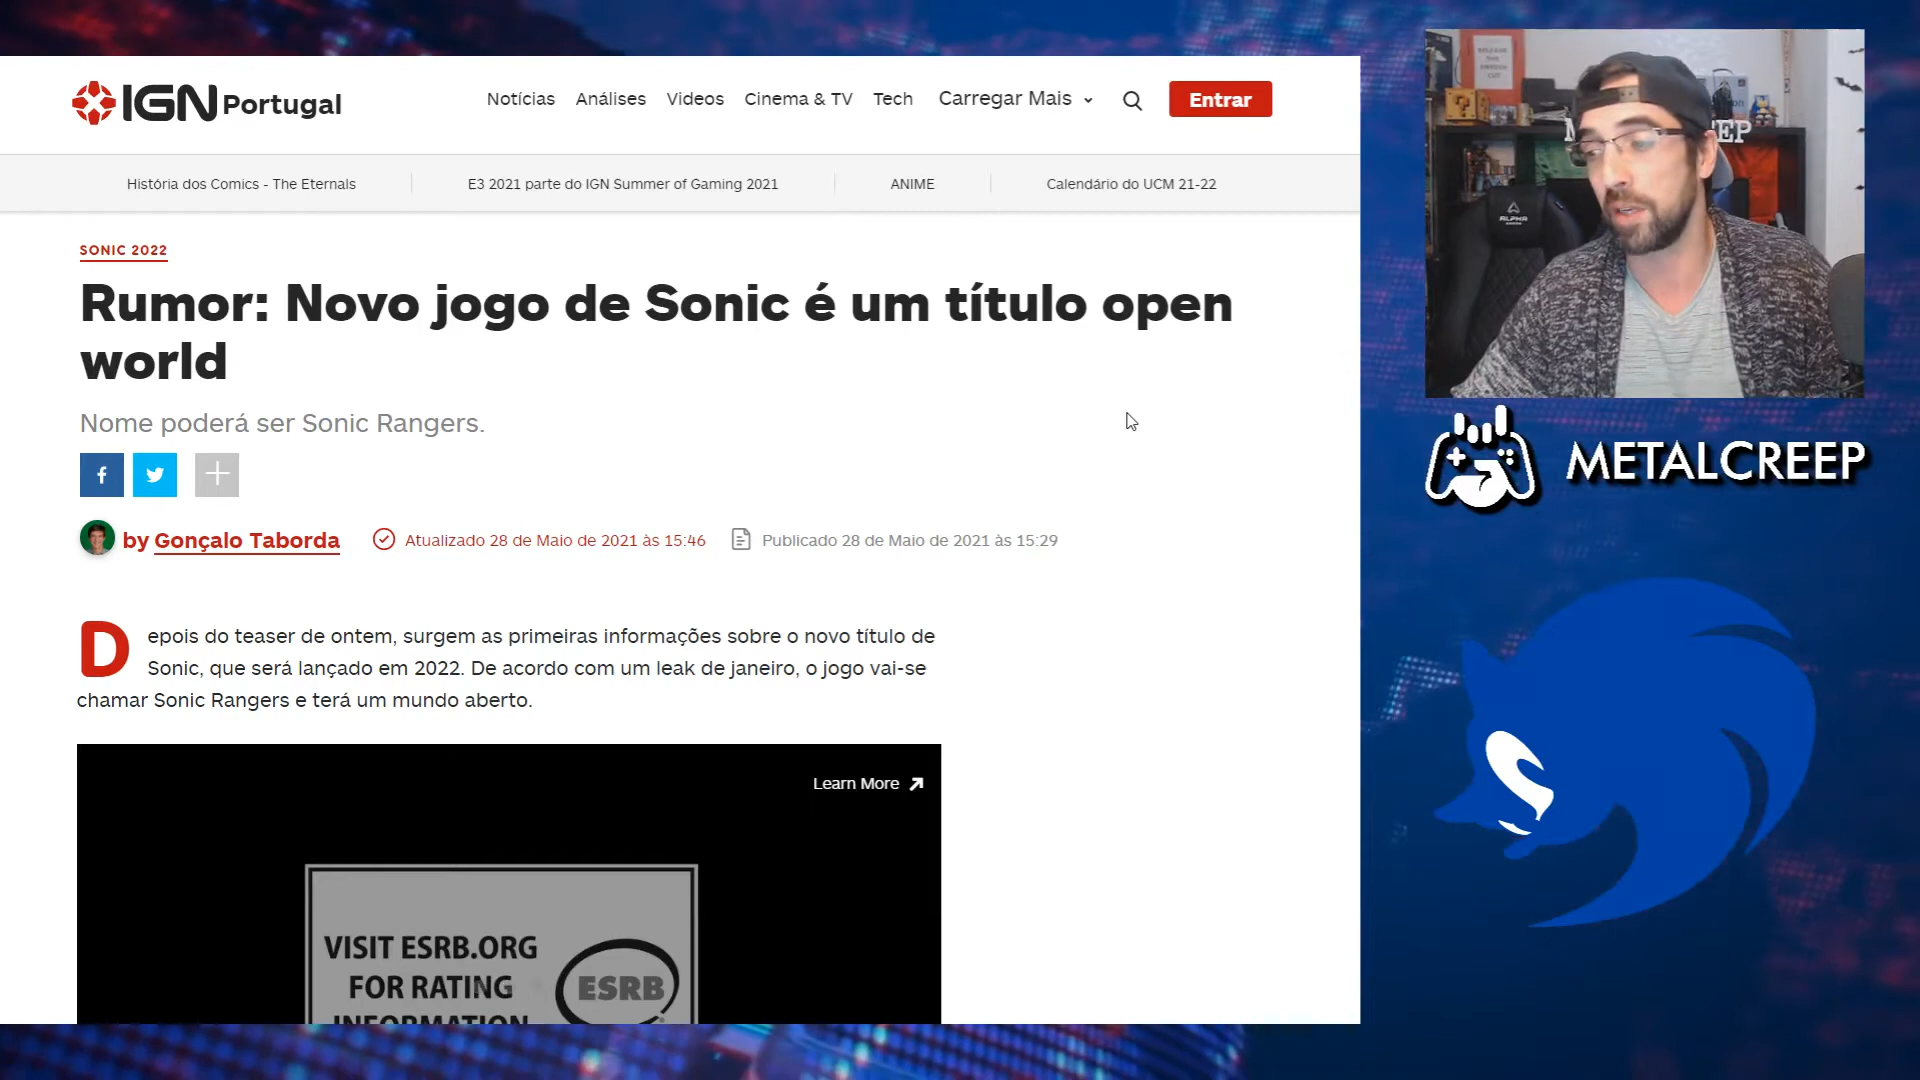 IGN Portugal
Notícias Análises Vídeos Cinema & TV Tech Carregar Mais Entrar
História dos Comics - The Eternals E3 2021 parte do IGN Summer of Gaming 2021 ANIME Calendário do UCM 21-22
SONIC 2022
Rumor: Novo jogo de Sonic é um título open
world
Nome poderá ser Sonic Rangers.
by Gonçalo Taborda Atualizado 28 de Maio de 2021 às 15:46 Publicado 28 de Maio de 2021 às 15:29
Depois do teaser de ontem, surgem as primeiras informações sobre o novo título de
Sonic, que será lançado em 2022. De acordo com um leak de janeiro, o jogo vai-se
chamar Sonic Rangers e terá um mundo aberto.
Learn More
VISIT ESRB.ORG
FOR RATING
INFORMATION
ESRB
ALPHA
METALCREEP